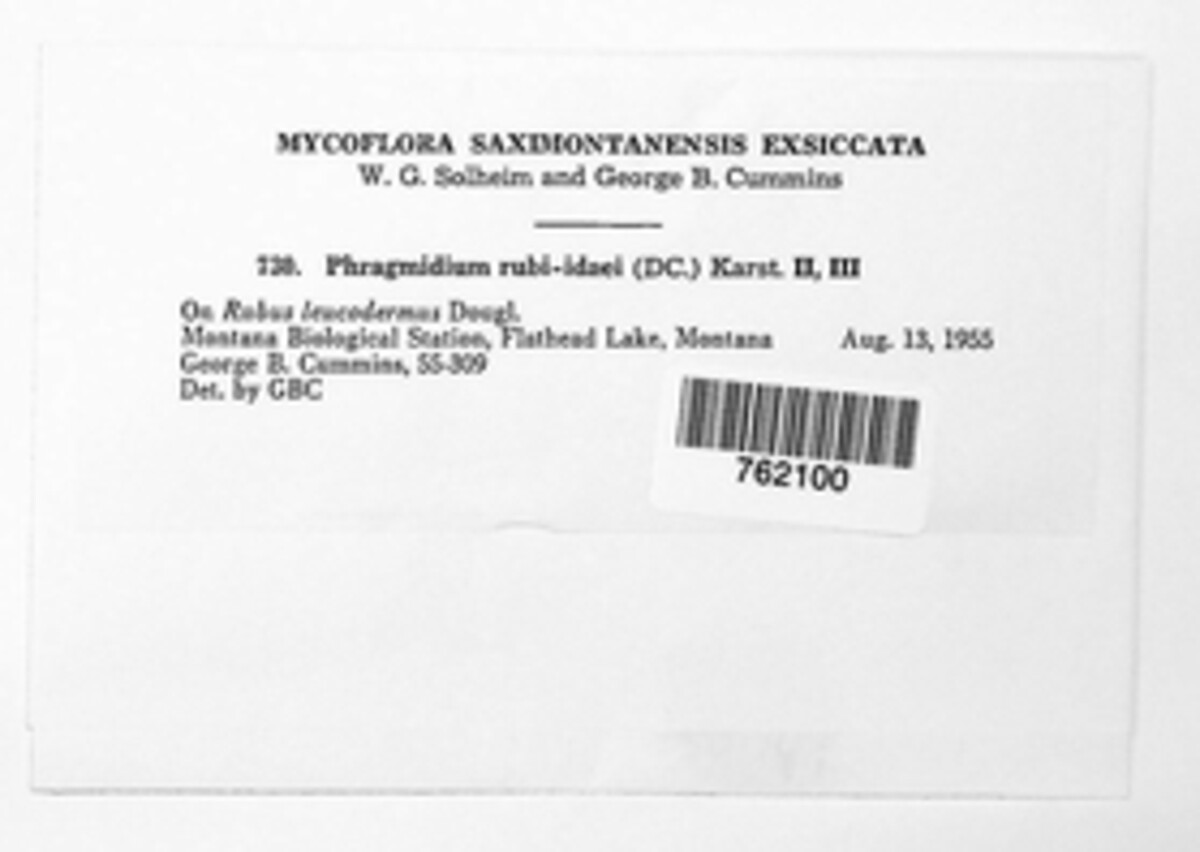 MYCOFLORA SAXIMONTANENSIS EXSICCATA
W. G. Solheim and George B. Cummins
730. Phragmidium rubi-idaei (DC.) Karst. II, III
On Rubus leucodermus Dougl.
Montana Biological Station, Flathead Lake, Montana Aug. 13, 1955
George B. Cummins, 55-309
Det. by GBC
762100